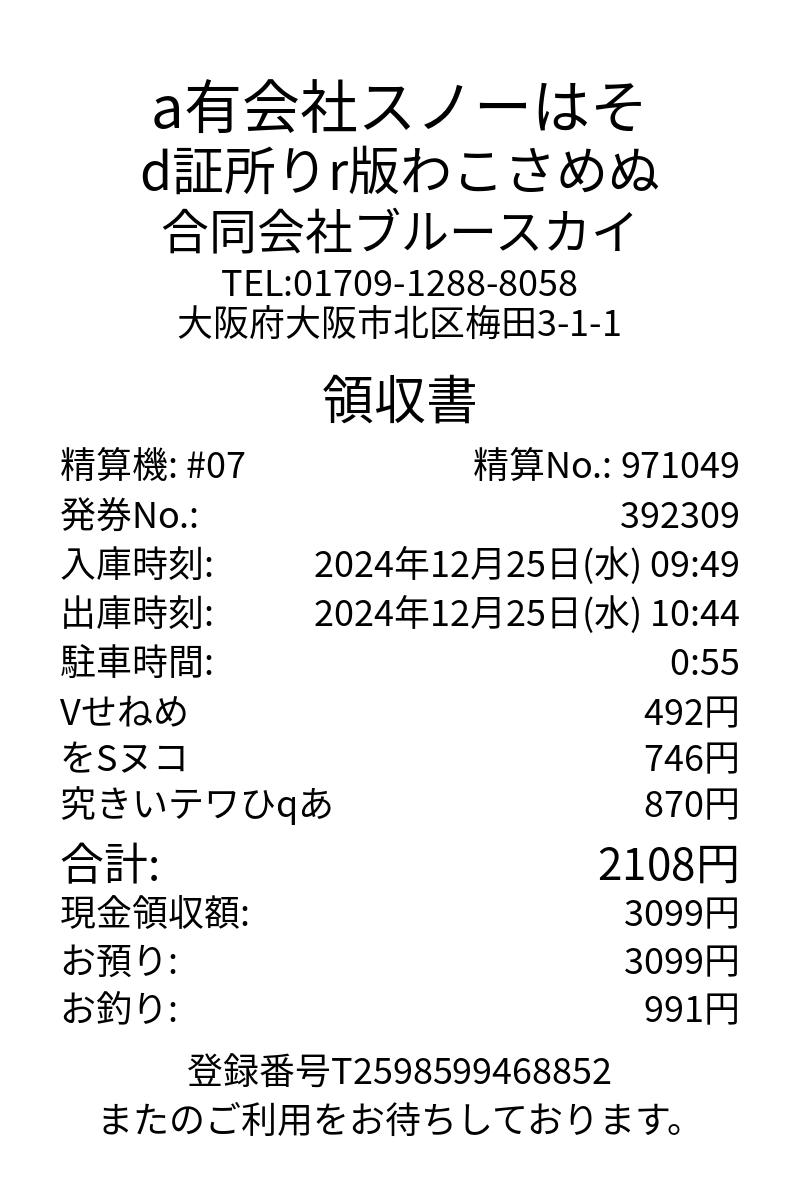 a有会社スノーはそ
d証所りr版わこさめぬ
合同会社ブルースカイ
TEL:01709-1288-8058
大阪府大阪市北区梅田3-1-1
領収書
精算機: #07 精算No.: 971049
発券No.: 392309
入庫時刻: 2024年12月25日(水) 09:49
出庫時刻: 2024年12月25日(水) 10:44
駐車時間: 0:55
Vせねめ 492円
をSヌコ 746円
究きいテワひqあ 870円
合計: 2108円
現金領収額: 3099円
お預り: 3099円
お釣り: 991円
登録番号T2598599468852
またのご利用をお待ちしております。